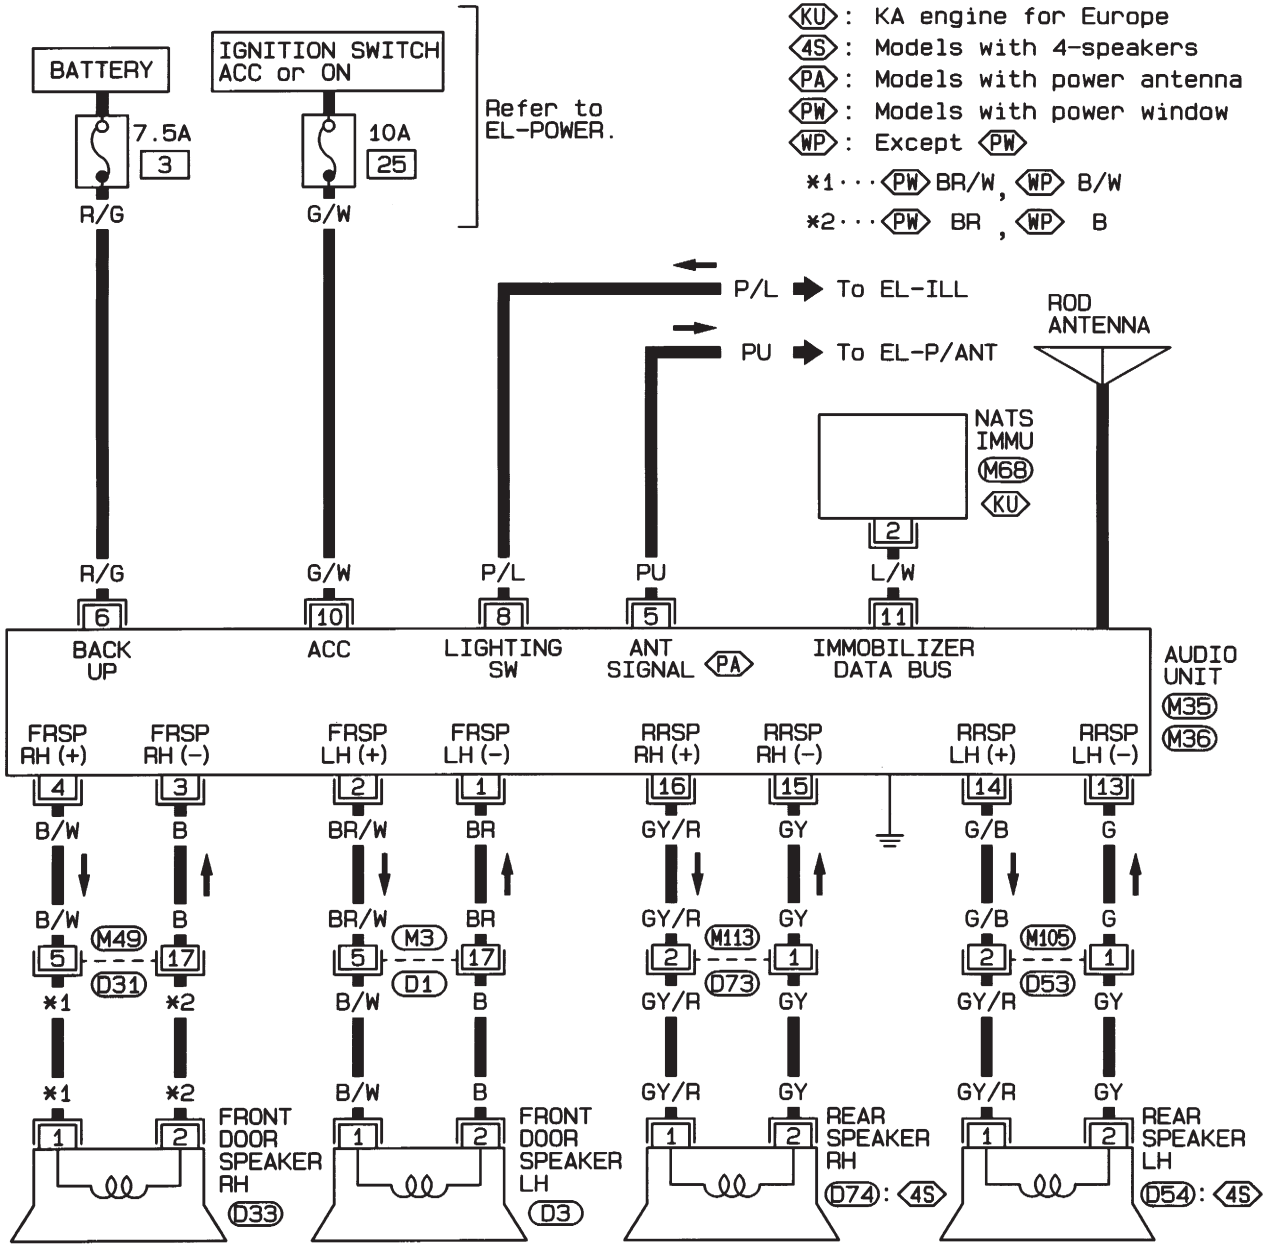 BATTERY
IGNITION SWITCH
ACC or ON
7.5A
3
10A
25
Refer to
EL-POWER.
KU : KA engine for Europe
4S : Models with 4-speakers
PA : Models with power antenna
PW : Models with power window
WP : Except PW
*1··· PW BR/W, WP B/W
*2··· PW BR , WP B
R/G
G/W
P/L To EL-ILL
PU To EL-P/ANT
ROD
ANTENNA
NATS
IMMU
M68
KU
2
R/G
G/W
P/L
PU
L/W
6
10
8
5
11
BACK
UP
ACC
LIGHTING
SW
ANT
SIGNAL PA
IMMOBILIZER
DATA BUS
AUDIO
UNIT
M35
M36
FRSP
RH (+)
FRSP
RH (-)
FRSP
LH (+)
FRSP
LH (-)
RRSP
RH (+)
RRSP
RH (-)
RRSP
LH (+)
RRSP
LH (-)
4
3
2
1
16
15
14
13
B/W
B
BR/W
BR
GY/R
GY
G/B
G
B/W
B
BR/W
BR
GY/R
GY
G/B
G
5
M49
D31
17
5
M3
D1
17
2
M113
D73
1
2
M105
D53
1
*1
*2
B/W
B
GY/R
GY
GY/R
GY
*1
*2
B/W
B
GY/R
GY
GY/R
GY
1
2
FRONT
DOOR
SPEAKER
RH
D33
1
2
FRONT
DOOR
SPEAKER
LH
D3
1
2
REAR
SPEAKER
RH
D74 : 4S
1
2
REAR
SPEAKER
LH
D54 : 4S